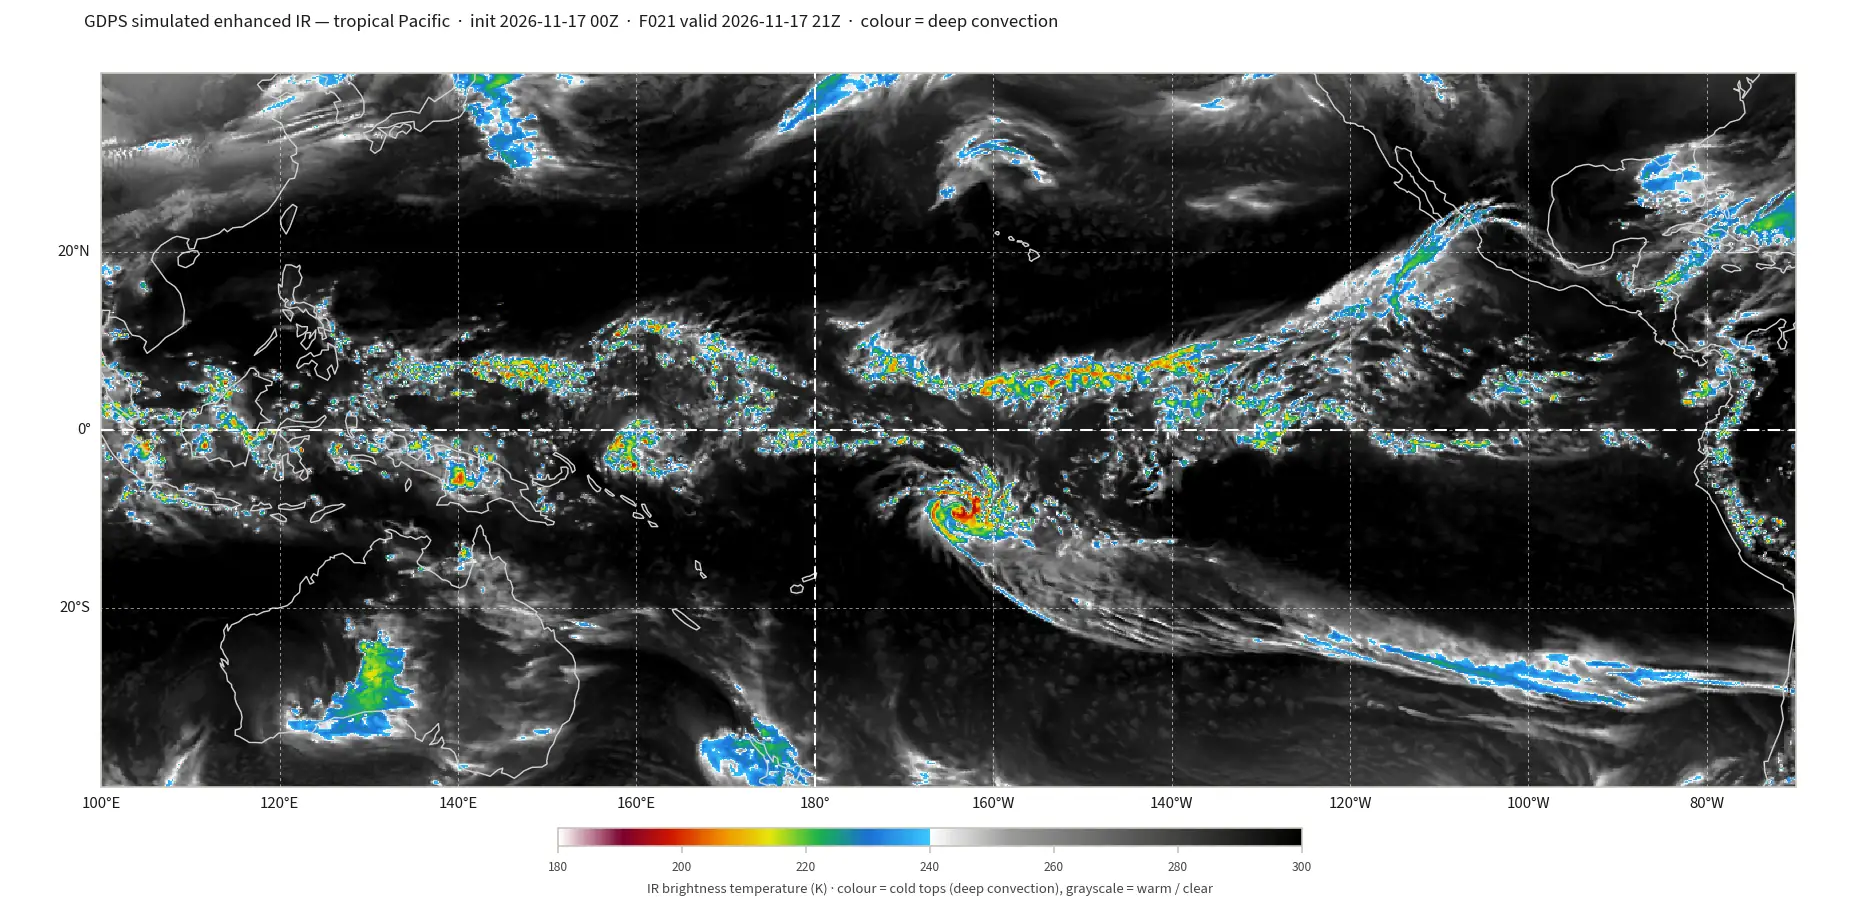 GDPS simulated enhanced IR — tropical Pacific · init 2026-11-17 00Z · F021 valid 2026-11-17 21Z · colour = deep convection
20°N
0°
20°S
100°E 120°E 140°E 160°E 180° 160°W 140°W 120°W 100°W 80°W
180 200 220 240 260 280 300
IR brightness temperature (K) · colour = cold tops (deep convection), grayscale = warm / clear